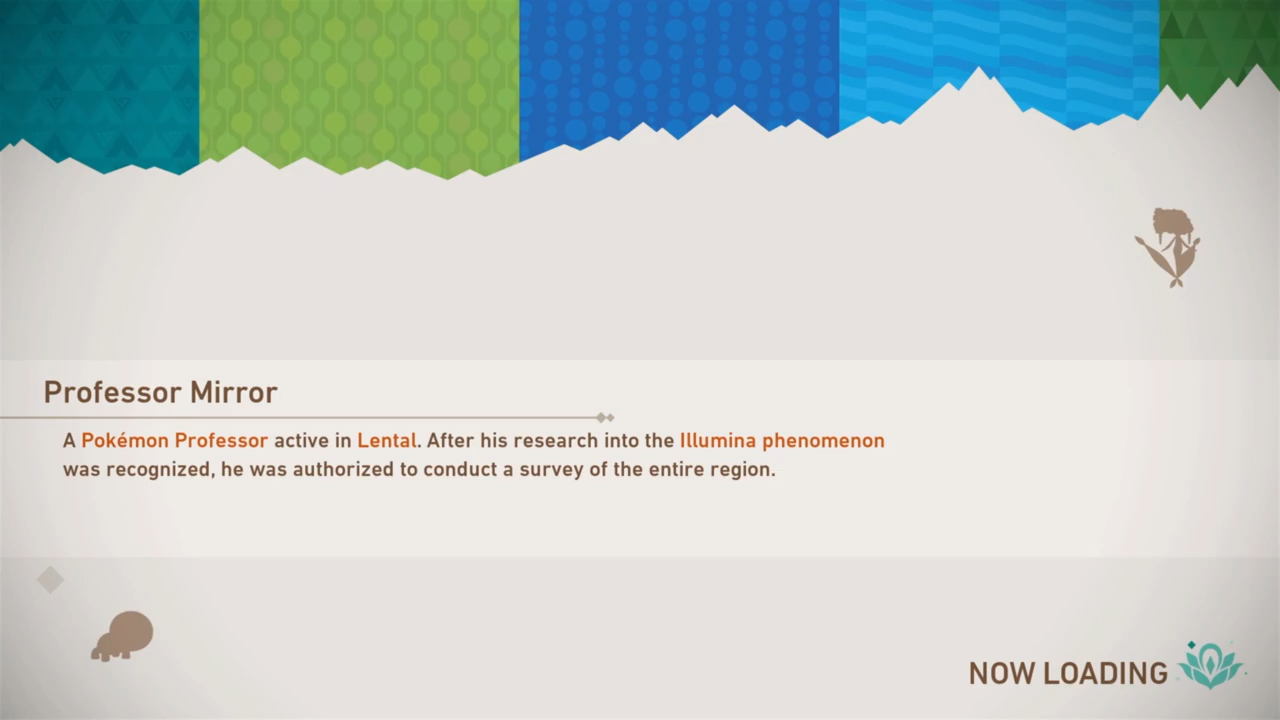 Professor Mirror
A Pokémon Professor active in Lental. After his research into the Illumina phenomenon
was recognized, he was authorized to conduct a survey of the entire region.
NOW LOADING